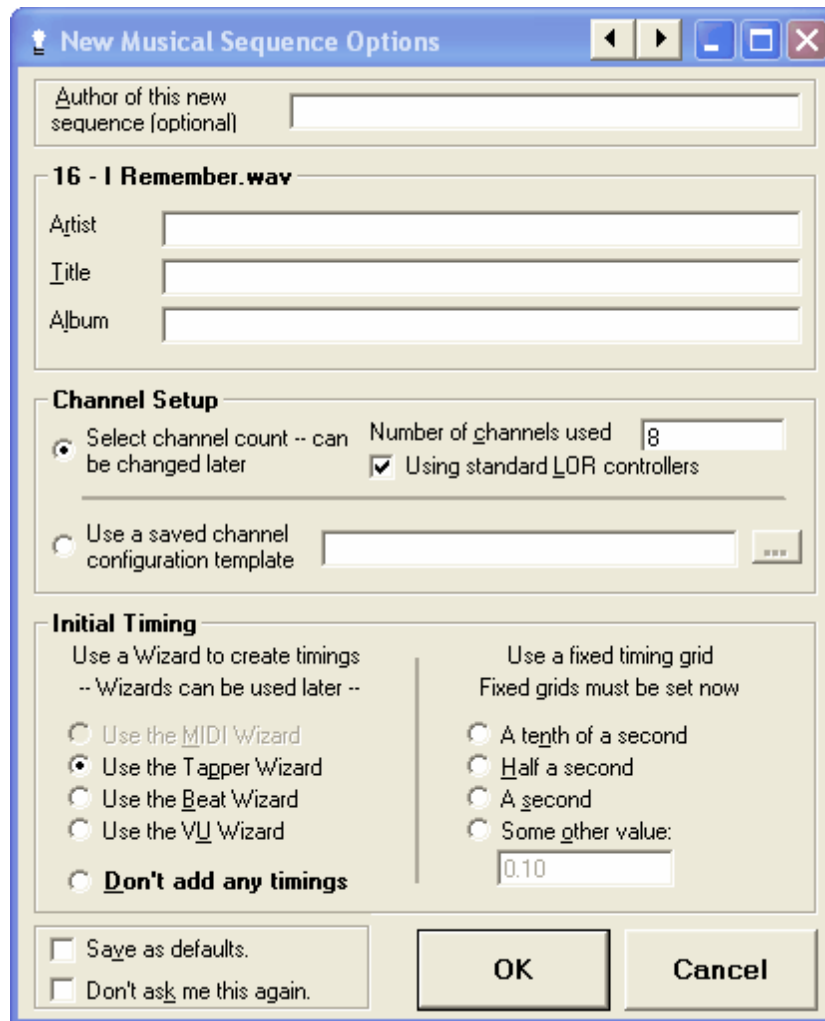 New Musical Sequence Options
Author of this new
sequence (optional)
16 - I Remember.wav
Artist
Title
Album
Channel Setup
Select channel count -- can
be changed later
Number of channels used
8
Using standard LOR controllers
Use a saved channel
configuration template
...
Initial Timing
Use a Wizard to create timings
-- Wizards can be used later --
Use the MIDI Wizard
Use the Tapper Wizard
Use the Beat Wizard
Use the VU Wizard
Don't add any timings
Use a fixed timing grid
Fixed grids must be set now
A tenth of a second
Half a second
A second
Some other value:
0.10
Save as defaults.
Don't ask me this again.
OK
Cancel